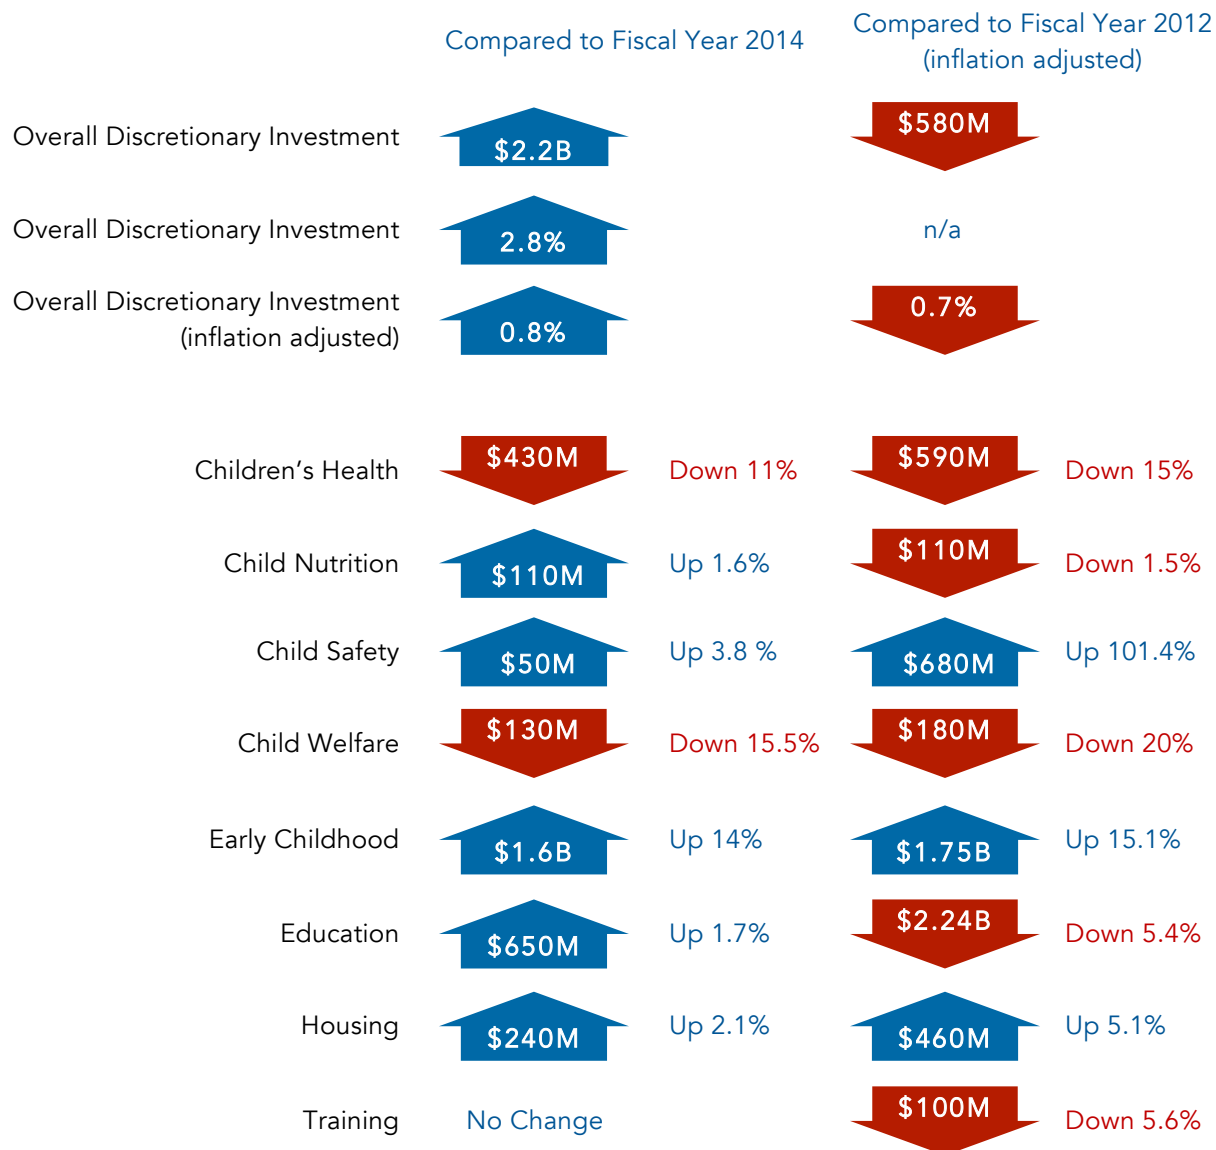 Compared to Fiscal Year 2014
Compared to Fiscal Year 2012
(inflation adjusted)
Overall Discretionary Investment
$2.2B
$580M
Overall Discretionary Investment
2.8%
n/a
Overall Discretionary Investment
(inflation adjusted)
0.8%
0.7%
Children’s Health
$430M
Down 11%
$590M
Down 15%
Child Nutrition
$110M
Up 1.6%
$110M
Down 1.5%
Child Safety
$50M
Up 3.8 %
$680M
Up 101.4%
Child Welfare
$130M
Down 15.5%
$180M
Down 20%
Early Childhood
$1.6B
Up 14%
$1.75B
Up 15.1%
Education
$650M
Up 1.7%
$2.24B
Down 5.4%
Housing
$240M
Up 2.1%
$460M
Up 5.1%
Training
No Change
$100M
Down 5.6%